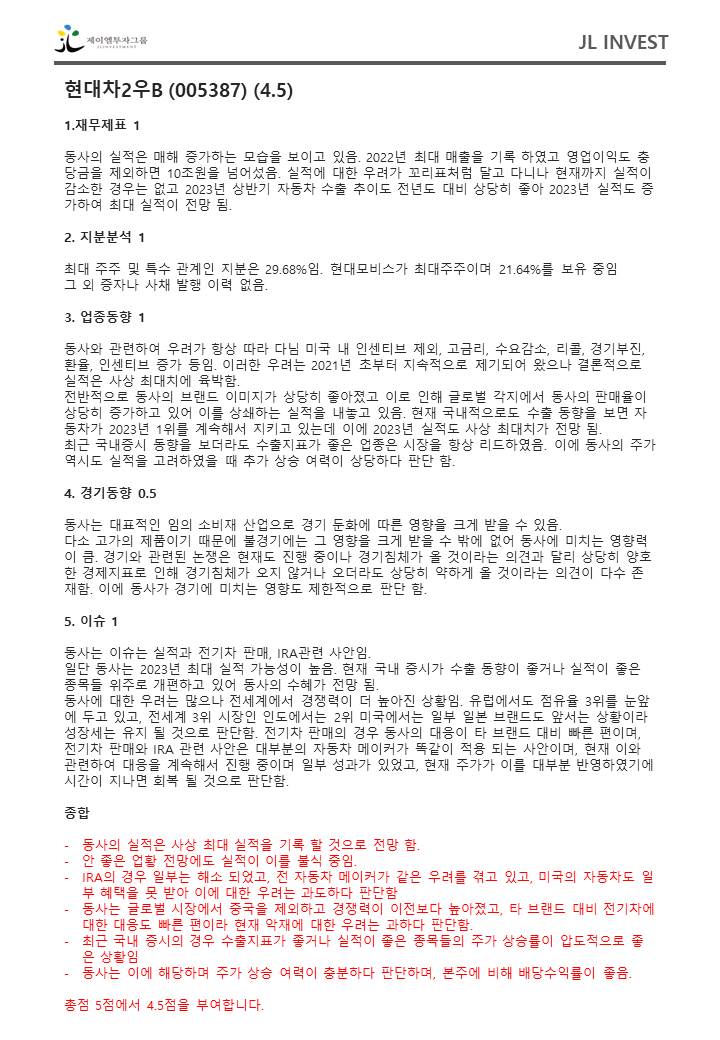 제이엘투자그룹
JL INVESTMENT
JL INVEST
현대차2우B (005387) (4.5)
1.재무제표 1
동사의 실적은 매해 증가하는 모습을 보이고 있음. 2022년 최대 매출을 기록 하였고 영업이익도 충
당금을 제외하면 10조원을 넘어섰음. 실적에 대한 우려가 꼬리표처럼 달고 다니나 현재까지 실적이
감소한 경우는 없고 2023년 상반기 자동차 수출 추이도 전년도 대비 상당히 좋아 2023년 실적도 증
가하여 최대 실적이 전망 됨.
2. 지분분석 1
최대 주주 및 특수 관계인 지분은 29.68%임. 현대모비스가 최대주주이며 21.64%를 보유 중임
그 외 증자나 사채 발행 이력 없음.
3. 업종동향 1
동사와 관련하여 우려가 항상 따라 다님 미국 내 인센티브 제외, 고금리, 수요감소, 리콜, 경기부진,
환율, 인센티브 증가 등임. 이러한 우려는 2021년 초부터 지속적으로 제기되어 왔으나 결론적으로
실적은 사상 최대치에 육박함.
전반적으로 동사의 브랜드 이미지가 상당히 좋아졌고 이로 인해 글로벌 각지에서 동사의 판매율이
상당히 증가하고 있어 이를 상쇄하는 실적을 내놓고 있음. 현재 국내적으로도 수출 동향을 보면 자
동차가 2023년 1위를 계속해서 지키고 있는데 이에 2023년 실적도 사상 최대치가 전망 됨.
최근 국내증시 동향을 보더라도 수출지표가 좋은 업종은 시장을 항상 리드하였음. 이에 동사의 주가
역시도 실적을 고려하였을 때 추가 상승 여력이 상당하다 판단 함.
4. 경기동향 0.5
동사는 대표적인 임의 소비재 산업으로 경기 둔화에 따른 영향을 크게 받을 수 있음.
다소 고가의 제품이기 때문에 불경기에는 그 영향을 크게 받을 수 밖에 없어 동사에 미치는 영향력
이 큼. 경기와 관련된 논쟁은 현재도 진행 중이나 경기침체가 올 것이라는 의견과 달리 상당히 양호
한 경제지표로 인해 경기침체가 오지 않거나 오더라도 상당히 약하게 올 것이라는 의견이 다수 존
재함. 이에 동사가 경기에 미치는 영향도 제한적으로 판단 함.
5. 이슈 1
동사는 이슈는 실적과 전기차 판매, IRA관련 사안임.
일단 동사는 2023년 최대 실적 가능성이 높음. 현재 국내 증시가 수출 동향이 좋거나 실적이 좋은
종목들 위주로 개편하고 있어 동사의 수혜가 전망 됨.
동사에 대한 우려는 많으나 전세계에서 경쟁력이 더 높아진 상황임. 유럽에서도 점유율 3위를 눈앞
에 두고 있고, 전세계 3위 시장인 인도에서는 2위 미국에서는 일부 일본 브랜드도 앞서는 상황이라
성장세는 유지 될 것으로 판단함. 전기차 판매의 경우 동사의 대응이 타 브랜드 대비 빠른 편이며,
전기차 판매와 IRA 관련 사안은 대부분의 자동차 메이커가 똑같이 적용 되는 사안이며, 현재 이와
관련하여 대응을 계속해서 진행 중이며 일부 성과가 있었고, 현재 주가가 이를 대부분 반영하였기에
시간이 지나면 회복 될 것으로 판단함.
종합
- 동사의 실적은 사상 최대 실적을 기록 할 것으로 전망 함.
- 안 좋은 업황 전망에도 실적이 이를 불식 중임.
- IRA의 경우 일부는 해소 되었고, 전 자동차 메이커가 같은 우려를 겪고 있고, 미국의 자동차도 일
부 혜택을 못 받아 이에 대한 우려는 과도하다 판단함
- 동사는 글로벌 시장에서 중국을 제외하고 경쟁력이 이전보다 높아졌고, 타 브랜드 대비 전기차에
대한 대응도 빠른 편이라 현재 악재에 대한 우려는 과하다 판단함.
- 최근 국내 증시의 경우 수출지표가 좋거나 실적이 좋은 종목들의 주가 상승률이 압도적으로 좋
은 상황임
- 동사는 이에 해당하며 주가 상승 여력이 충분하다 판단하며, 본주에 비해 배당수익률이 좋음.
총점 5점에서 4.5점을 부여합니다.